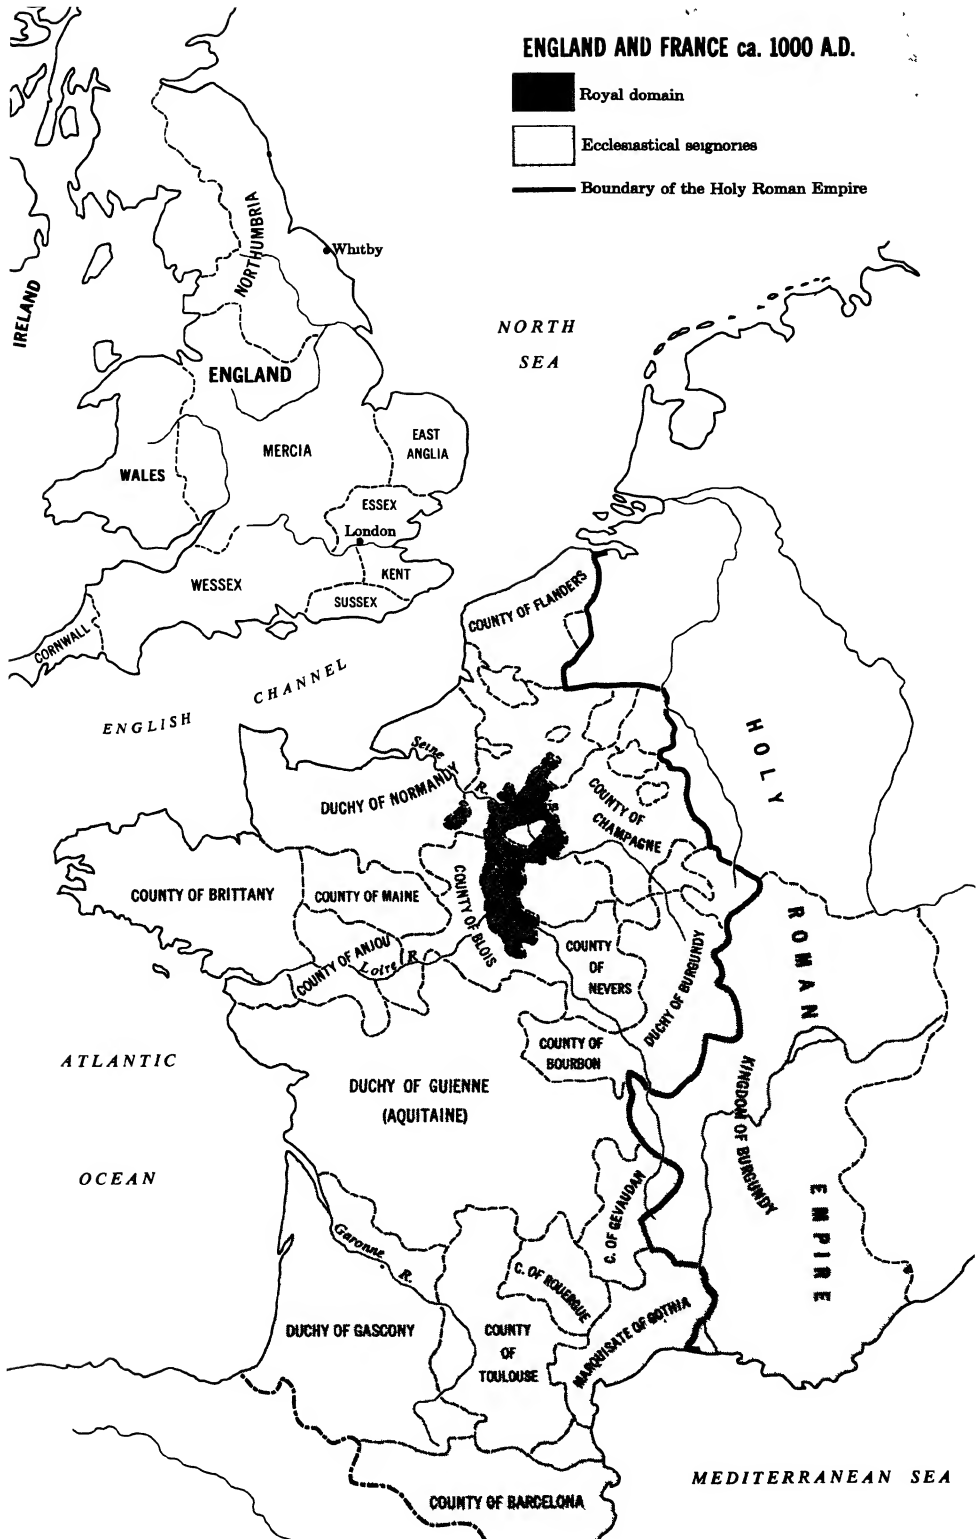 ENGLAND AND FRANCE ca. 1000 A.D.
Royal domain
Ecclesiastical seignories
Boundary of the Holy Roman Empire
NORTHUMBRIA
Whitby
IRELAND
NORTH
SEA
ENGLAND
EAST
ANGLIA
MERCIA
WALES
ESSEX
London
WESSEX
KENT
SUSSEX
CORNWALL
COUNTY OF FLANDERS
ENGLISH CHANNEL
HOLY
Seine R.
DUCHY OF NORMANDY
COUNTY OF
CHAMPAGNE
COUNTY OF BRITTANY
COUNTY OF MAINE
COUNTY OF BLOIS
ROMAN
COUNTY OF ANJOU
Loire R
COUNTY
OF
NEVERS
DUCHY OF BURGUNDY
COUNTY OF
BOURBON
ATLANTIC
OCEAN
DUCHY OF GUIENNE
(AQUITAINE)
KINGDOM OF BURGUNDY
EMPIRE
C. OF GEVAUDAN
Garonne R.
C. OF ROUERGUE
DUCHY OF GASCONY
COUNTY
OF
TOULOUSE
MARQUISATE OF GOTHIA
MEDITERRANEAN SEA
COUNTY OF BARCELONA